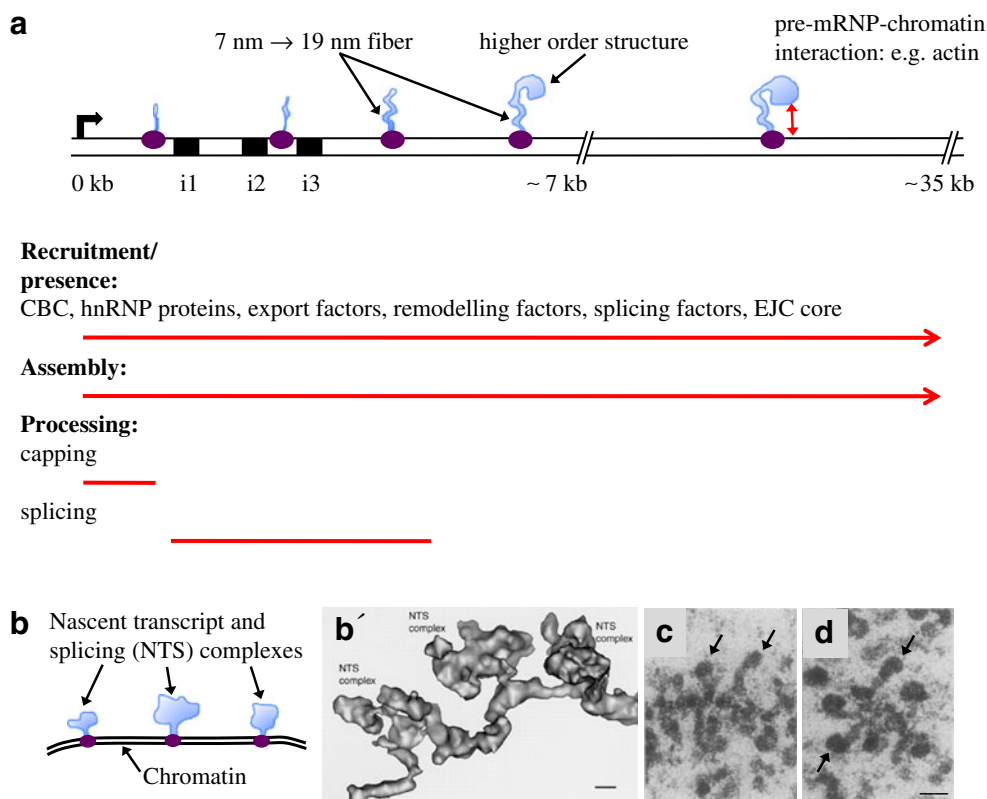 a
7 nm → 19 nm fiber
higher order structure
pre-mRNP-chromatin
interaction: e.g. actin
0 kb
i1
i2
i3
~ 7 kb
~ 35 kb
Recruitment/
presence:
CBC, hnRNP proteins, export factors, remodelling factors, splicing factors, EJC core
Assembly:
Processing:
capping
splicing
b
Nascent transcript and
splicing (NTS) complexes
Chromatin
b´
NTS
complex
NTS
complex
NTS
complex
c
d